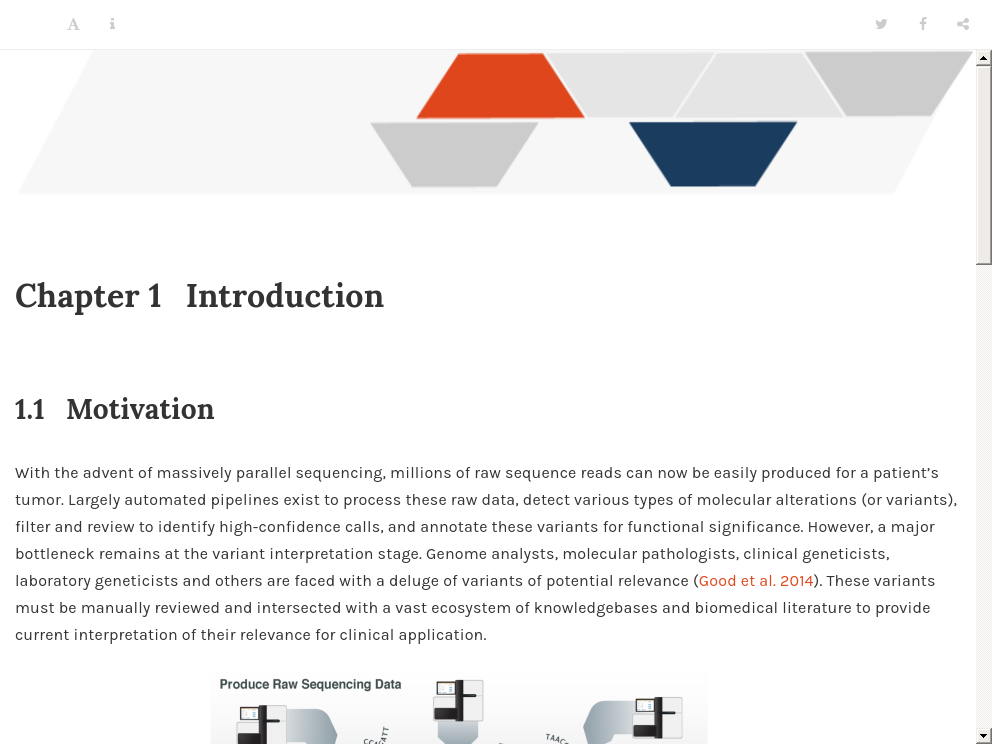 Chapter 1 Introduction
1.1 Motivation
With the advent of massively parallel sequencing, millions of raw sequence reads can now be easily produced for a patient’s
tumor. Largely automated pipelines exist to process these raw data, detect various types of molecular alterations (or variants),
filter and review to identify high-confidence calls, and annotate these variants for functional significance. However, a major
bottleneck remains at the variant interpretation stage. Genome analysts, molecular pathologists, clinical geneticists,
laboratory geneticists and others are faced with a deluge of variants of potential relevance (Good et al. 2014). These variants
must be manually reviewed and intersected with a vast ecosystem of knowledgebases and biomedical literature to provide
current interpretation of their relevance for clinical application.
Produce Raw Sequencing Data